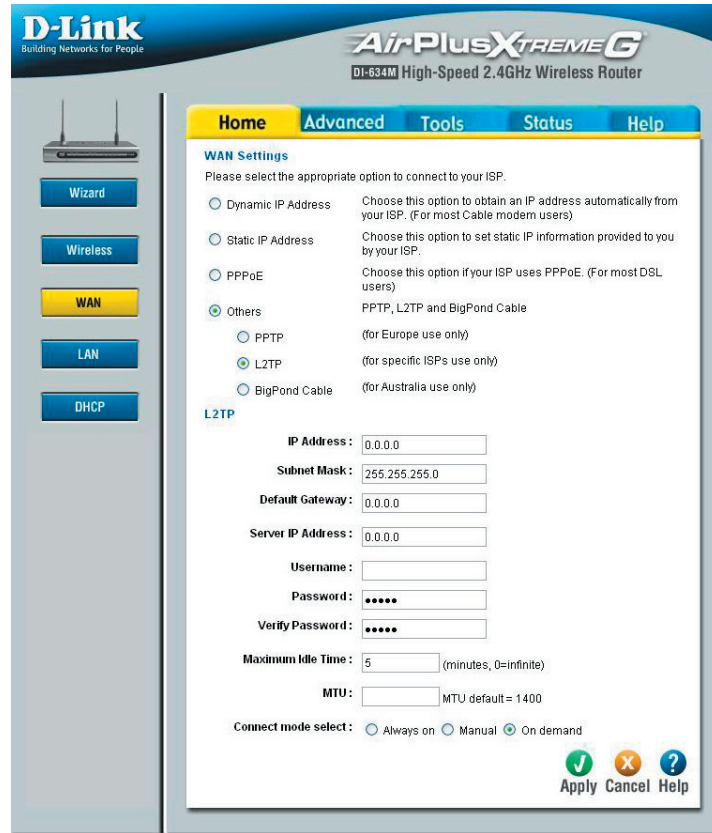 D-Link
Building Networks for People
AirPlusXTREMEG
DI-634M High-Speed 2.4GHz Wireless Router
Home Advanced Tools Status Help
Wizard
Wireless
WAN
LAN
DHCP
WAN Settings
Please select the appropriate option to connect to your ISP.
Dynamic IP Address Choose this option to obtain an IP address automatically from
your ISP. (For most Cable modem users)
Static IP Address Choose this option to set static IP information provided to you
by your ISP.
PPPoE Choose this option if your ISP uses PPPoE. (For most DSL
users)
Others PPTP, L2TP and BigPond Cable
PPTP (for Europe use only)
L2TP (for specific ISPs use only)
BigPond Cable (for Australia use only)
L2TP
IP Address : 0.0.0.0
Subnet Mask : 255.255.255.0
Default Gateway : 0.0.0.0
Server IP Address : 0.0.0.0
Username :
Password : •••••
Verify Password : •••••
Maximum Idle Time : 5 (minutes, 0=infinite)
MTU : MTU default = 1400
Connect mode select : Always on Manual On demand
Apply Cancel Help